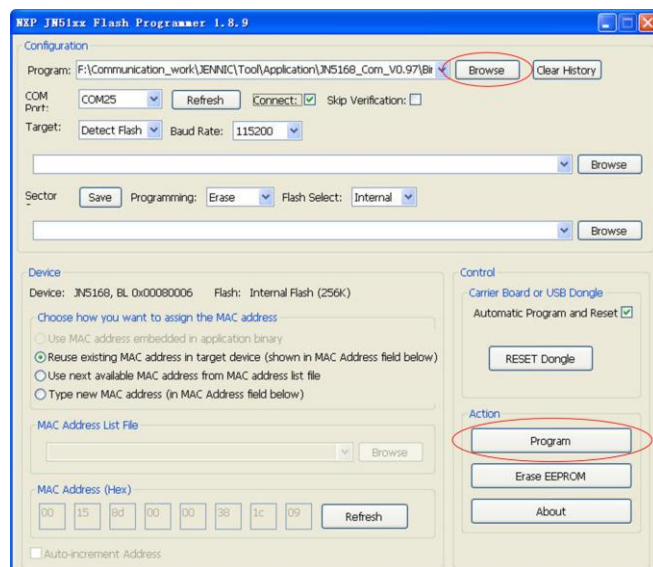 NXP JN51xx Flash Programmer 1.8.9
Configuration
Program: F:\Communication_work\JENNIC\Tool\Application\JN5168_Com_V0.97\Bir Browse Clear History
COM Port: COM25 Refresh Connect: Skip Verification:
Target: Detect Flash Baud Rate: 115200
Browse
Sector Save Programming: Erase Flash Select: Internal
Browse
Device
Device: JN5168, BL 0x00080006 Flash: Internal Flash (256K)
Choose how you want to assign the MAC address
Use MAC address embedded in application binary
Reuse existing MAC address in target device (shown in MAC Address field below)
Use next available MAC address from MAC address list file
Type new MAC address (in MAC Address field below)
MAC Address List File
Browse
MAC Address (Hex)
00 15 8d 00 00 38 1c 09 Refresh
Auto-increment Address
Control
Carrier Board or USB Dongle
Automatic Program and Reset
RESET Dongle
Action
Program
Erase EEPROM
About